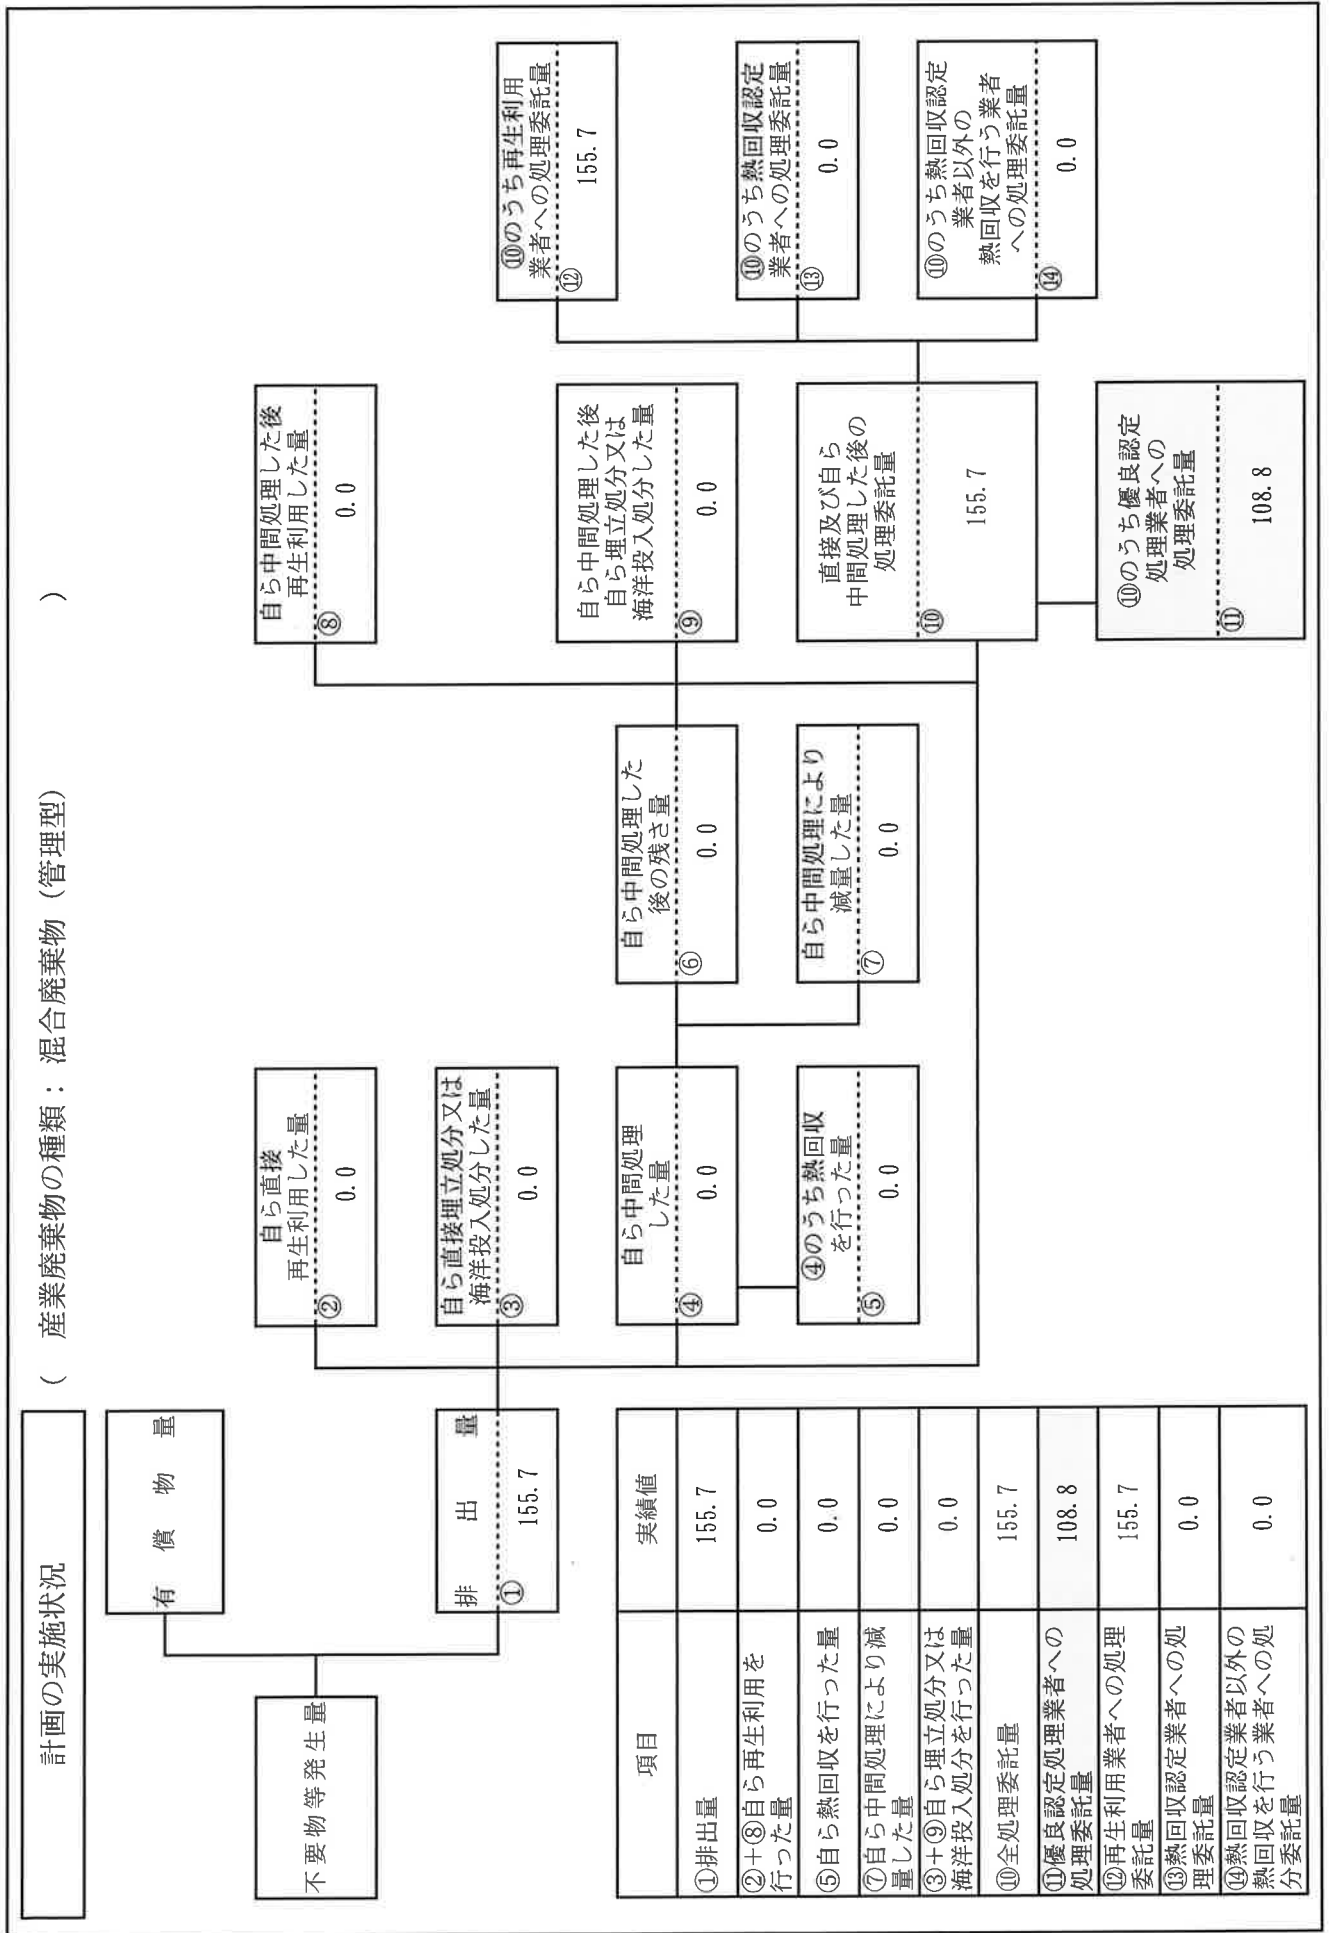 計画の実施状況
（　産業廃棄物の種類：混合廃棄物（管理型）　）
不要物等発生量
有償物量
排出量
①
155.7
自ら直接
再生利用した量
②
0.0
自ら直接埋立処分又は
海洋投入処分した量
③
0.0
自ら中間処理
した量
④
0.0
④のうち熱回収
を行った量
⑤
0.0
自ら中間処理した
後の残さ量
⑥
0.0
自ら中間処理により
減量した量
⑦
0.0
自ら中間処理した後
再生利用した量
⑧
0.0
自ら中間処理した後
自ら埋立処分又は
海洋投入処分した量
⑨
0.0
直接及び自ら
中間処理した後の
処理委託量
⑩
155.7
⑩のうち優良認定
処理業者への
処理委託量
⑪
108.8
⑩のうち再生利用
業者への処理委託量
⑫
155.7
⑩のうち熱回収認定
業者への処理委託量
⑬
0.0
⑩のうち熱回収認定
業者以外の
熱回収を行う業者
への処理委託量
⑭
0.0
項目 実績値
①排出量 155.7
②＋⑧自ら再生利用を
行った量 0.0
⑤自ら熱回収を行った量 0.0
⑦自ら中間処理により減
量した量 0.0
③＋⑨自ら埋立処分又は
海洋投入処分を行った量 0.0
⑩全処理委託量 155.7
⑪優良認定処理業者への
処理委託量 108.8
⑫再生利用業者への処理
委託量 155.7
⑬熱回収認定業者への処
理委託量 0.0
⑭熱回収認定業者以外の
熱回収を行う業者への処
分委託量 0.0